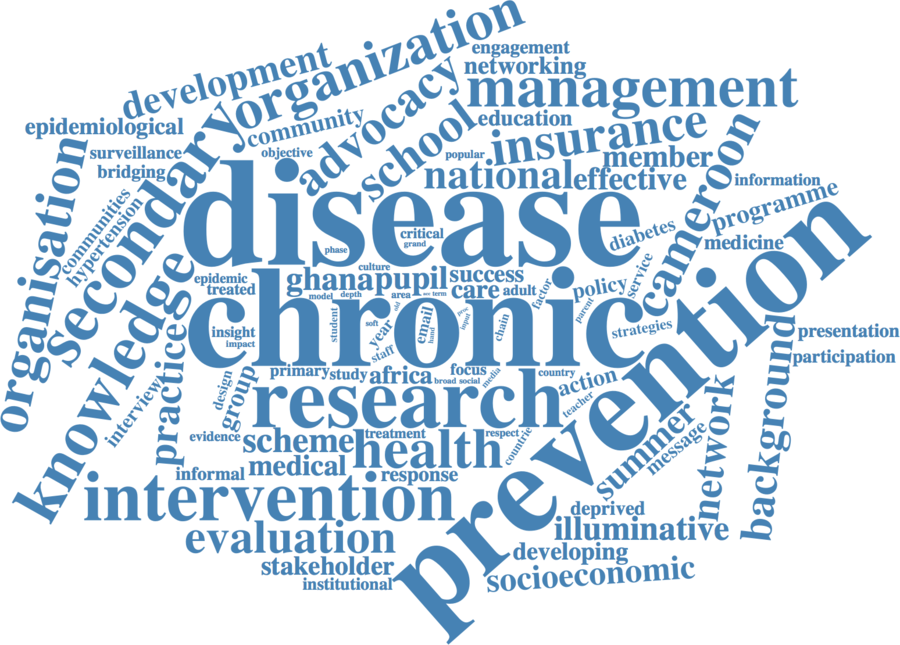 engagement
networking
organization
development
management
advocacy
community
education
epidemiological
school
insurance
surveillance
objective
popular
member
bridging
secondary
national
effective
cameroon
information
disease
organisation
communities
hypertension
programme
critical
grand
phase
diabetes
medicine
culture
epidemic
treated
ghana
pupil
success
care
adult
factor
policy
service
model
depth
area
term
old
parent
prevention
knowledge
chronic
insight
impact
student
soft
year
staff
email
hand
input
chain
strategies
presentation
participation
practice
interview
design
group
primary
study
africa
focus
broad
social
media
country
action
teacher
research
background
evidence
scheme
treatment
health
respect
countrie
summer
message
network
informal
medical
response
intervention
deprived
illuminative
evaluation
developing
stakeholder
institutional
socioeconomic